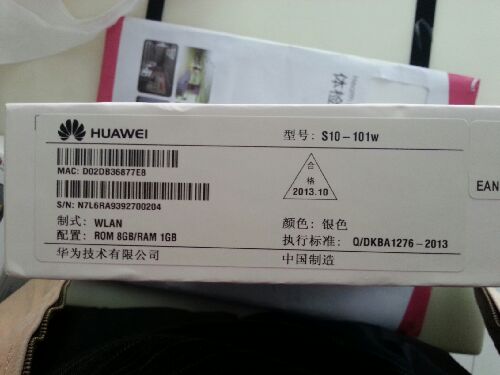 HUAWEI
型号: S10-101w
MAC: D02DB36877E8
合格
2013.10
S/N: N7L6RA9392700204
制式: WLAN
颜色: 银色
配置: ROM 8GB/RAM 1GB
执行标准: Q/DKBA1276-2013
华为技术有限公司
中国制造
EAN
体检